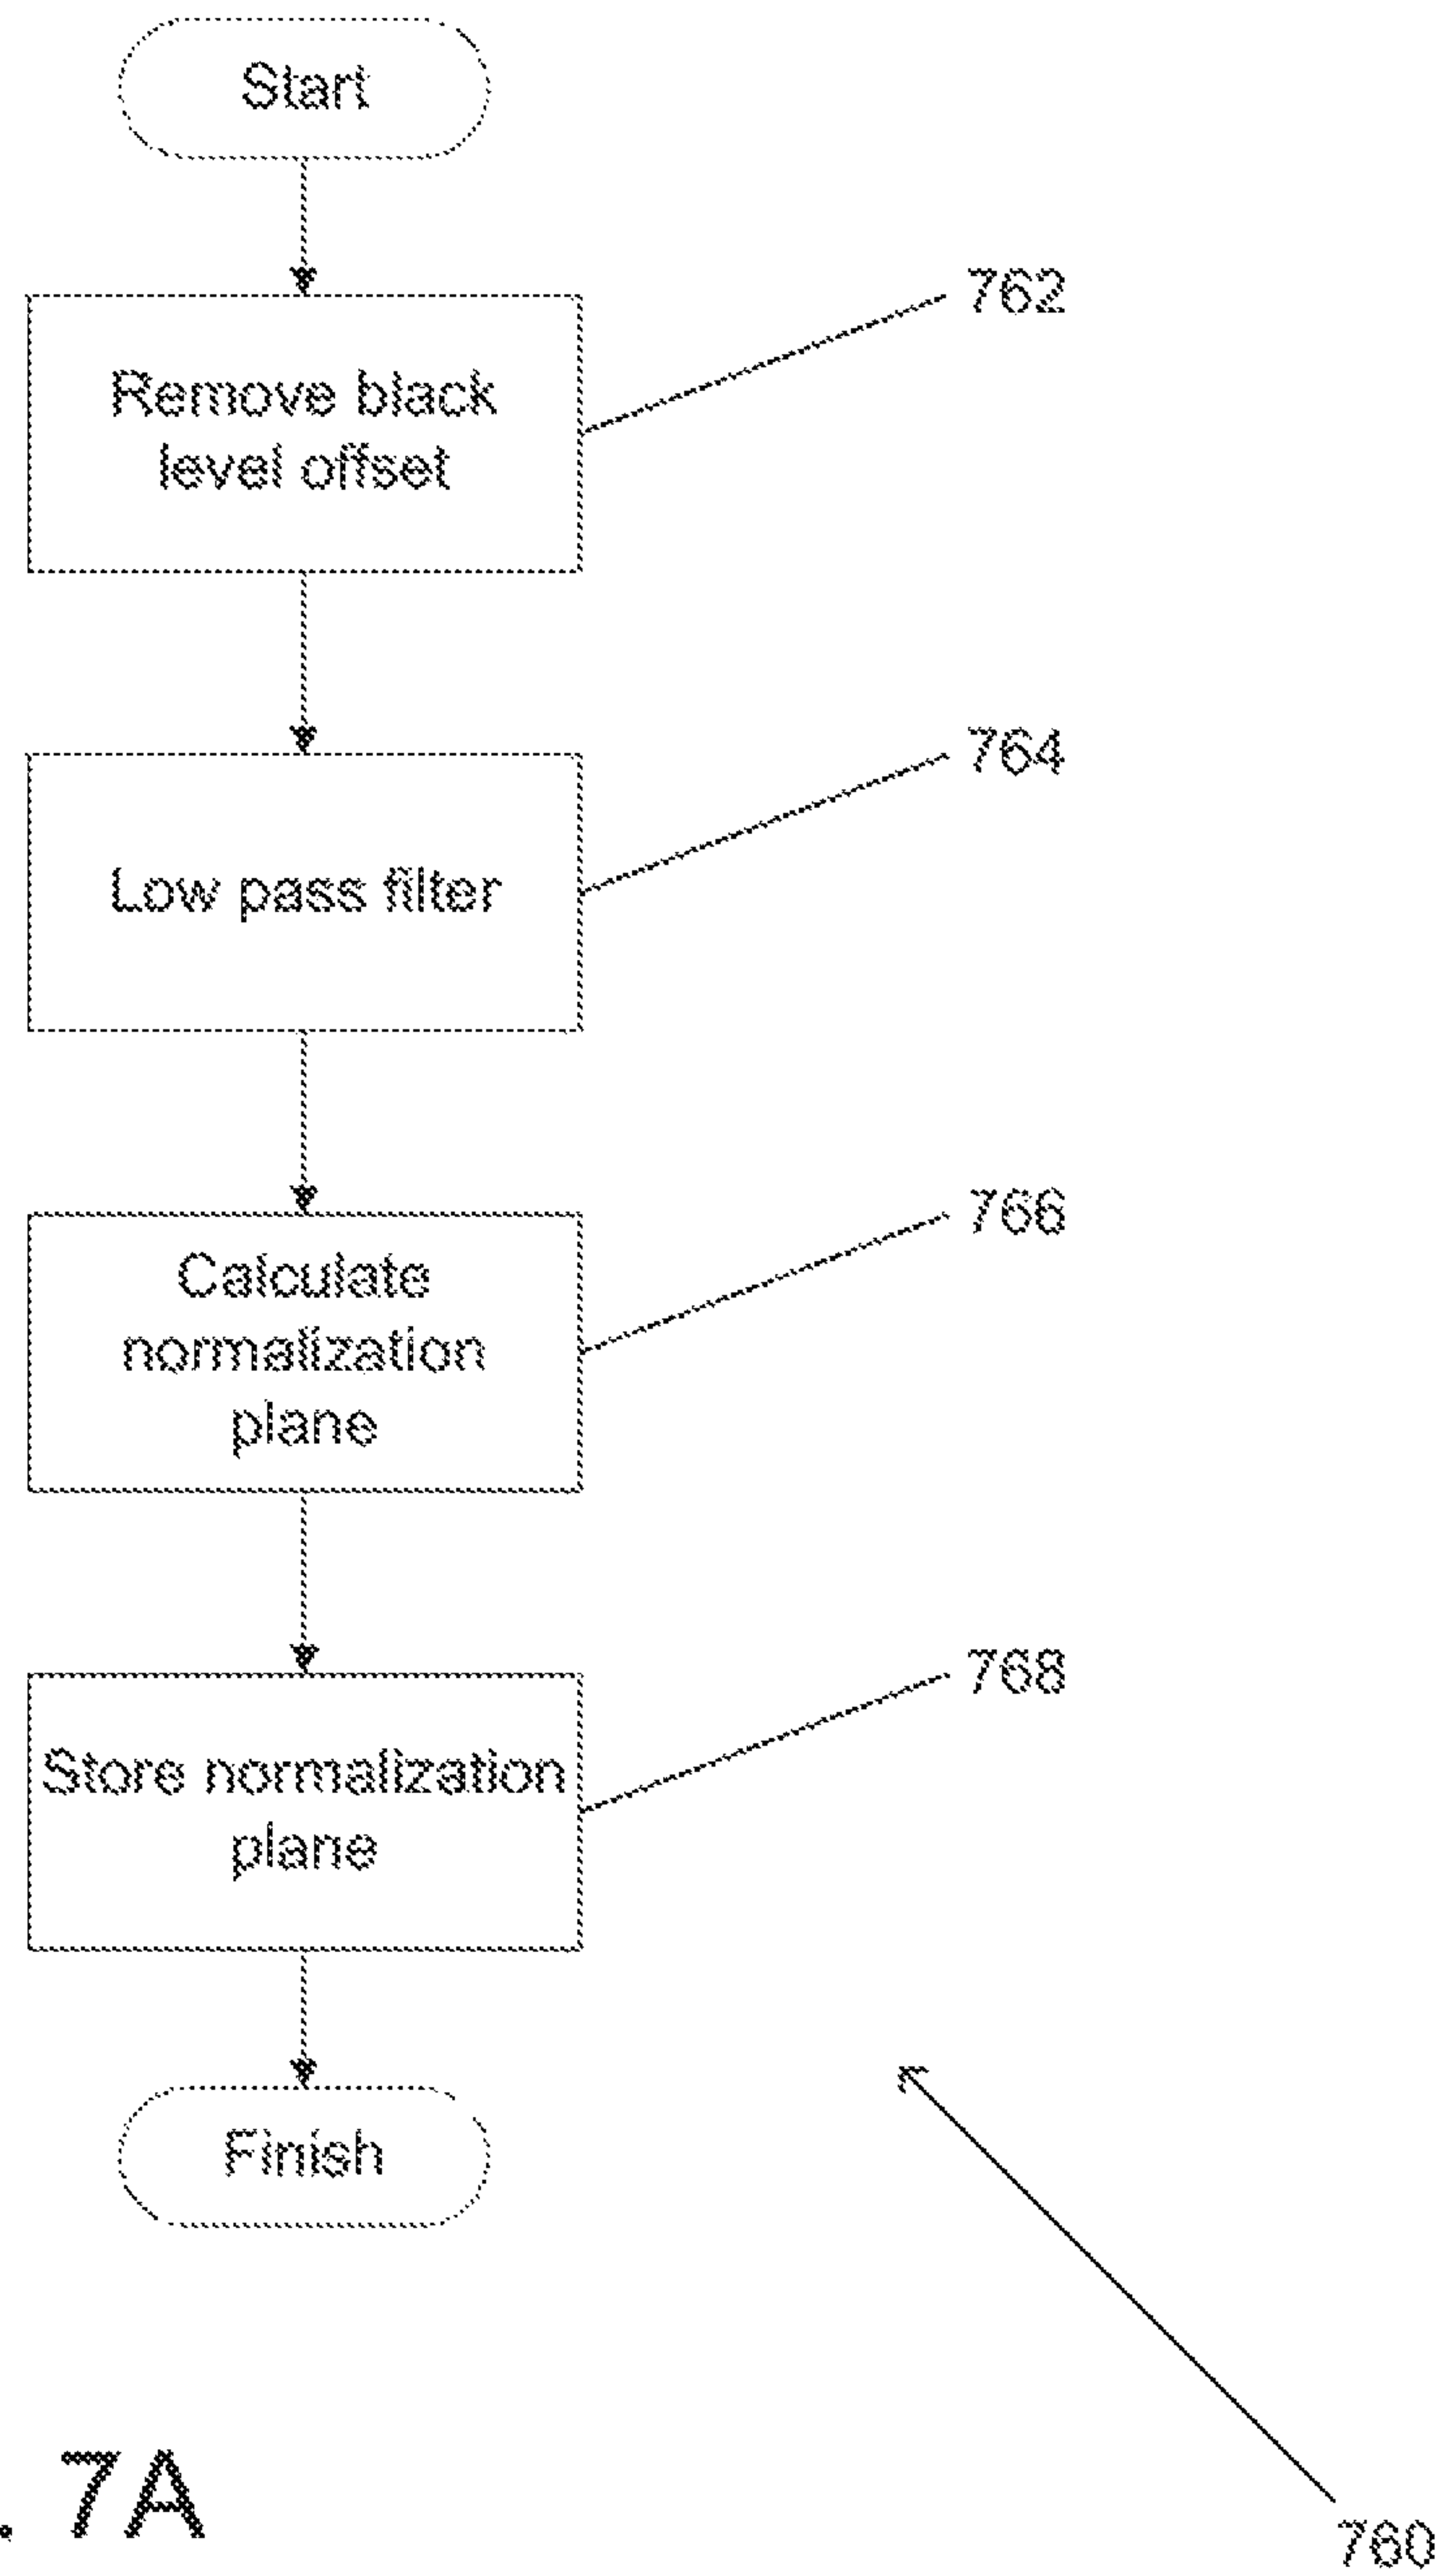 Start
762
Remove black
level offset
764
Low pass filter
766
Calculate
normalization
plane
768
Store normalization
plane
Finish
. 7A
760